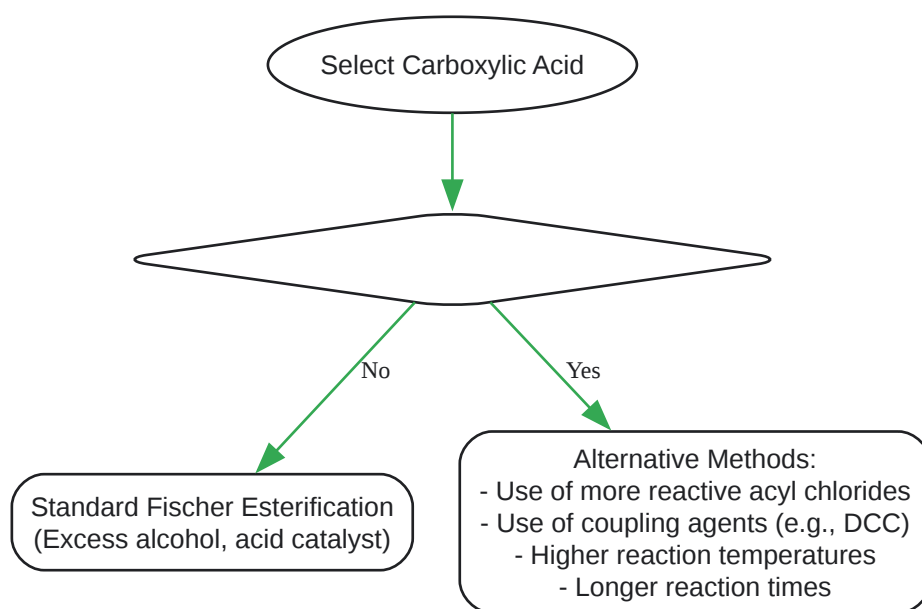 Select Carboxylic Acid
No
Yes
Standard Fischer Esterification
(Excess alcohol, acid catalyst)
Alternative Methods:
- Use of more reactive acyl chlorides
- Use of coupling agents (e.g., DCC)
- Higher reaction temperatures
- Longer reaction times